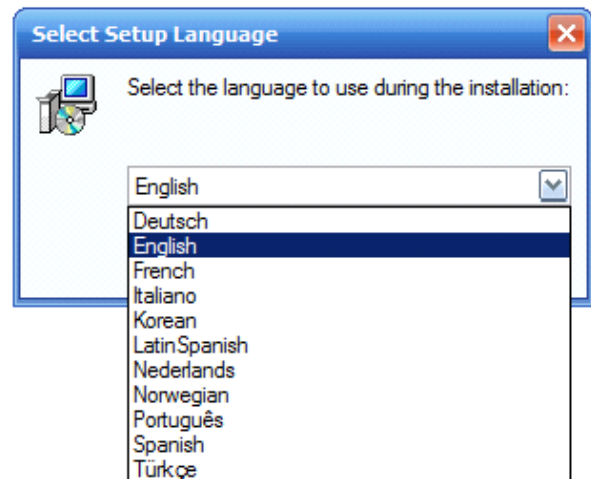 Select Setup Language
Select the language to use during the installation:
English
Deutsch
English
French
Italiano
Korean
LatinSpanish
Nederlands
Norwegian
Português
Spanish
Türkçe